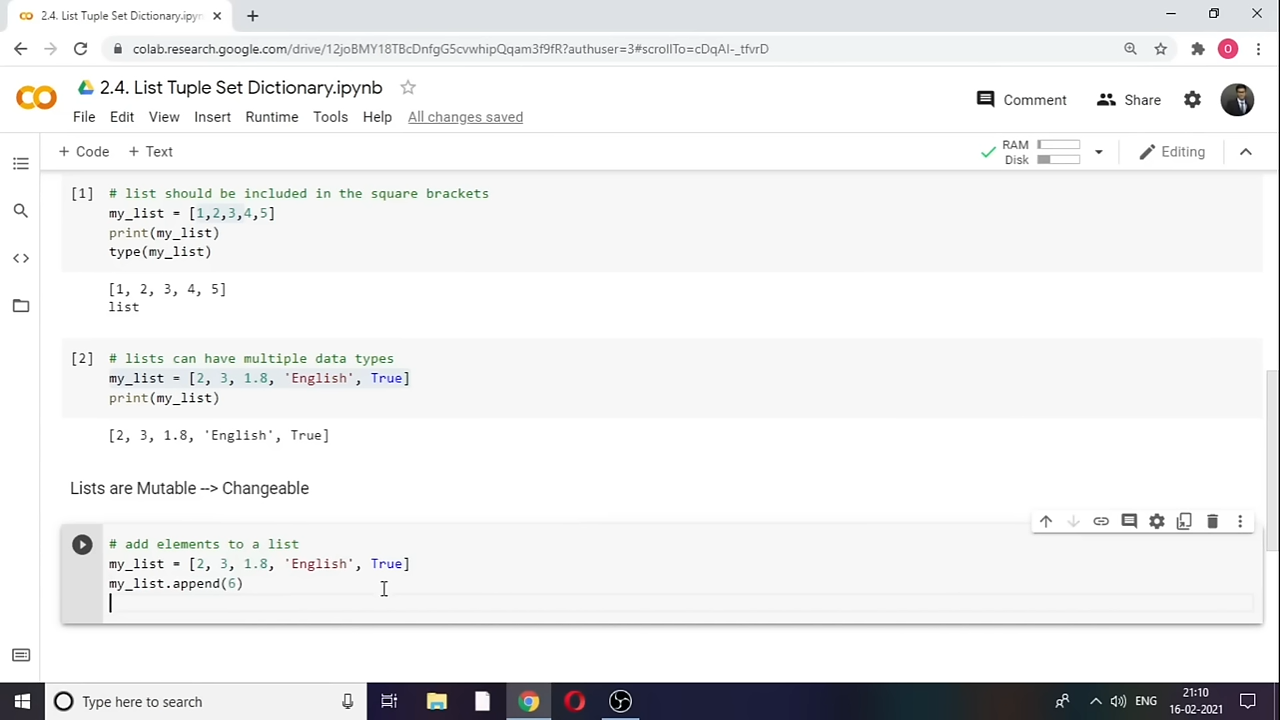 2.4. List Tuple Set Dictionary.ipyn
colab.research.google.com/drive/12joBMY18TBcDnfgG5cvwhipQqam3f9fR?authuser=3#scrollTo=cDqAI-_tfvrD
O
2.4. List Tuple Set Dictionary.ipynb
Comment
Share
File Edit View Insert Runtime Tools Help All changes saved
+ Code + Text
RAM
Disk
Editing
[1] # list should be included in the square brackets
my_list = [1,2,3,4,5]
print(my_list)
type(my_list)
[1, 2, 3, 4, 5]
list
[2] # lists can have multiple data types
my_list = [2, 3, 1.8, 'English', True]
print(my_list)
[2, 3, 1.8, 'English', True]
Lists are Mutable --> Changeable
# add elements to a list
my_list = [2, 3, 1.8, 'English', True]
my_list.append(6)
Type here to search
ENG
21:10
16-02-2021